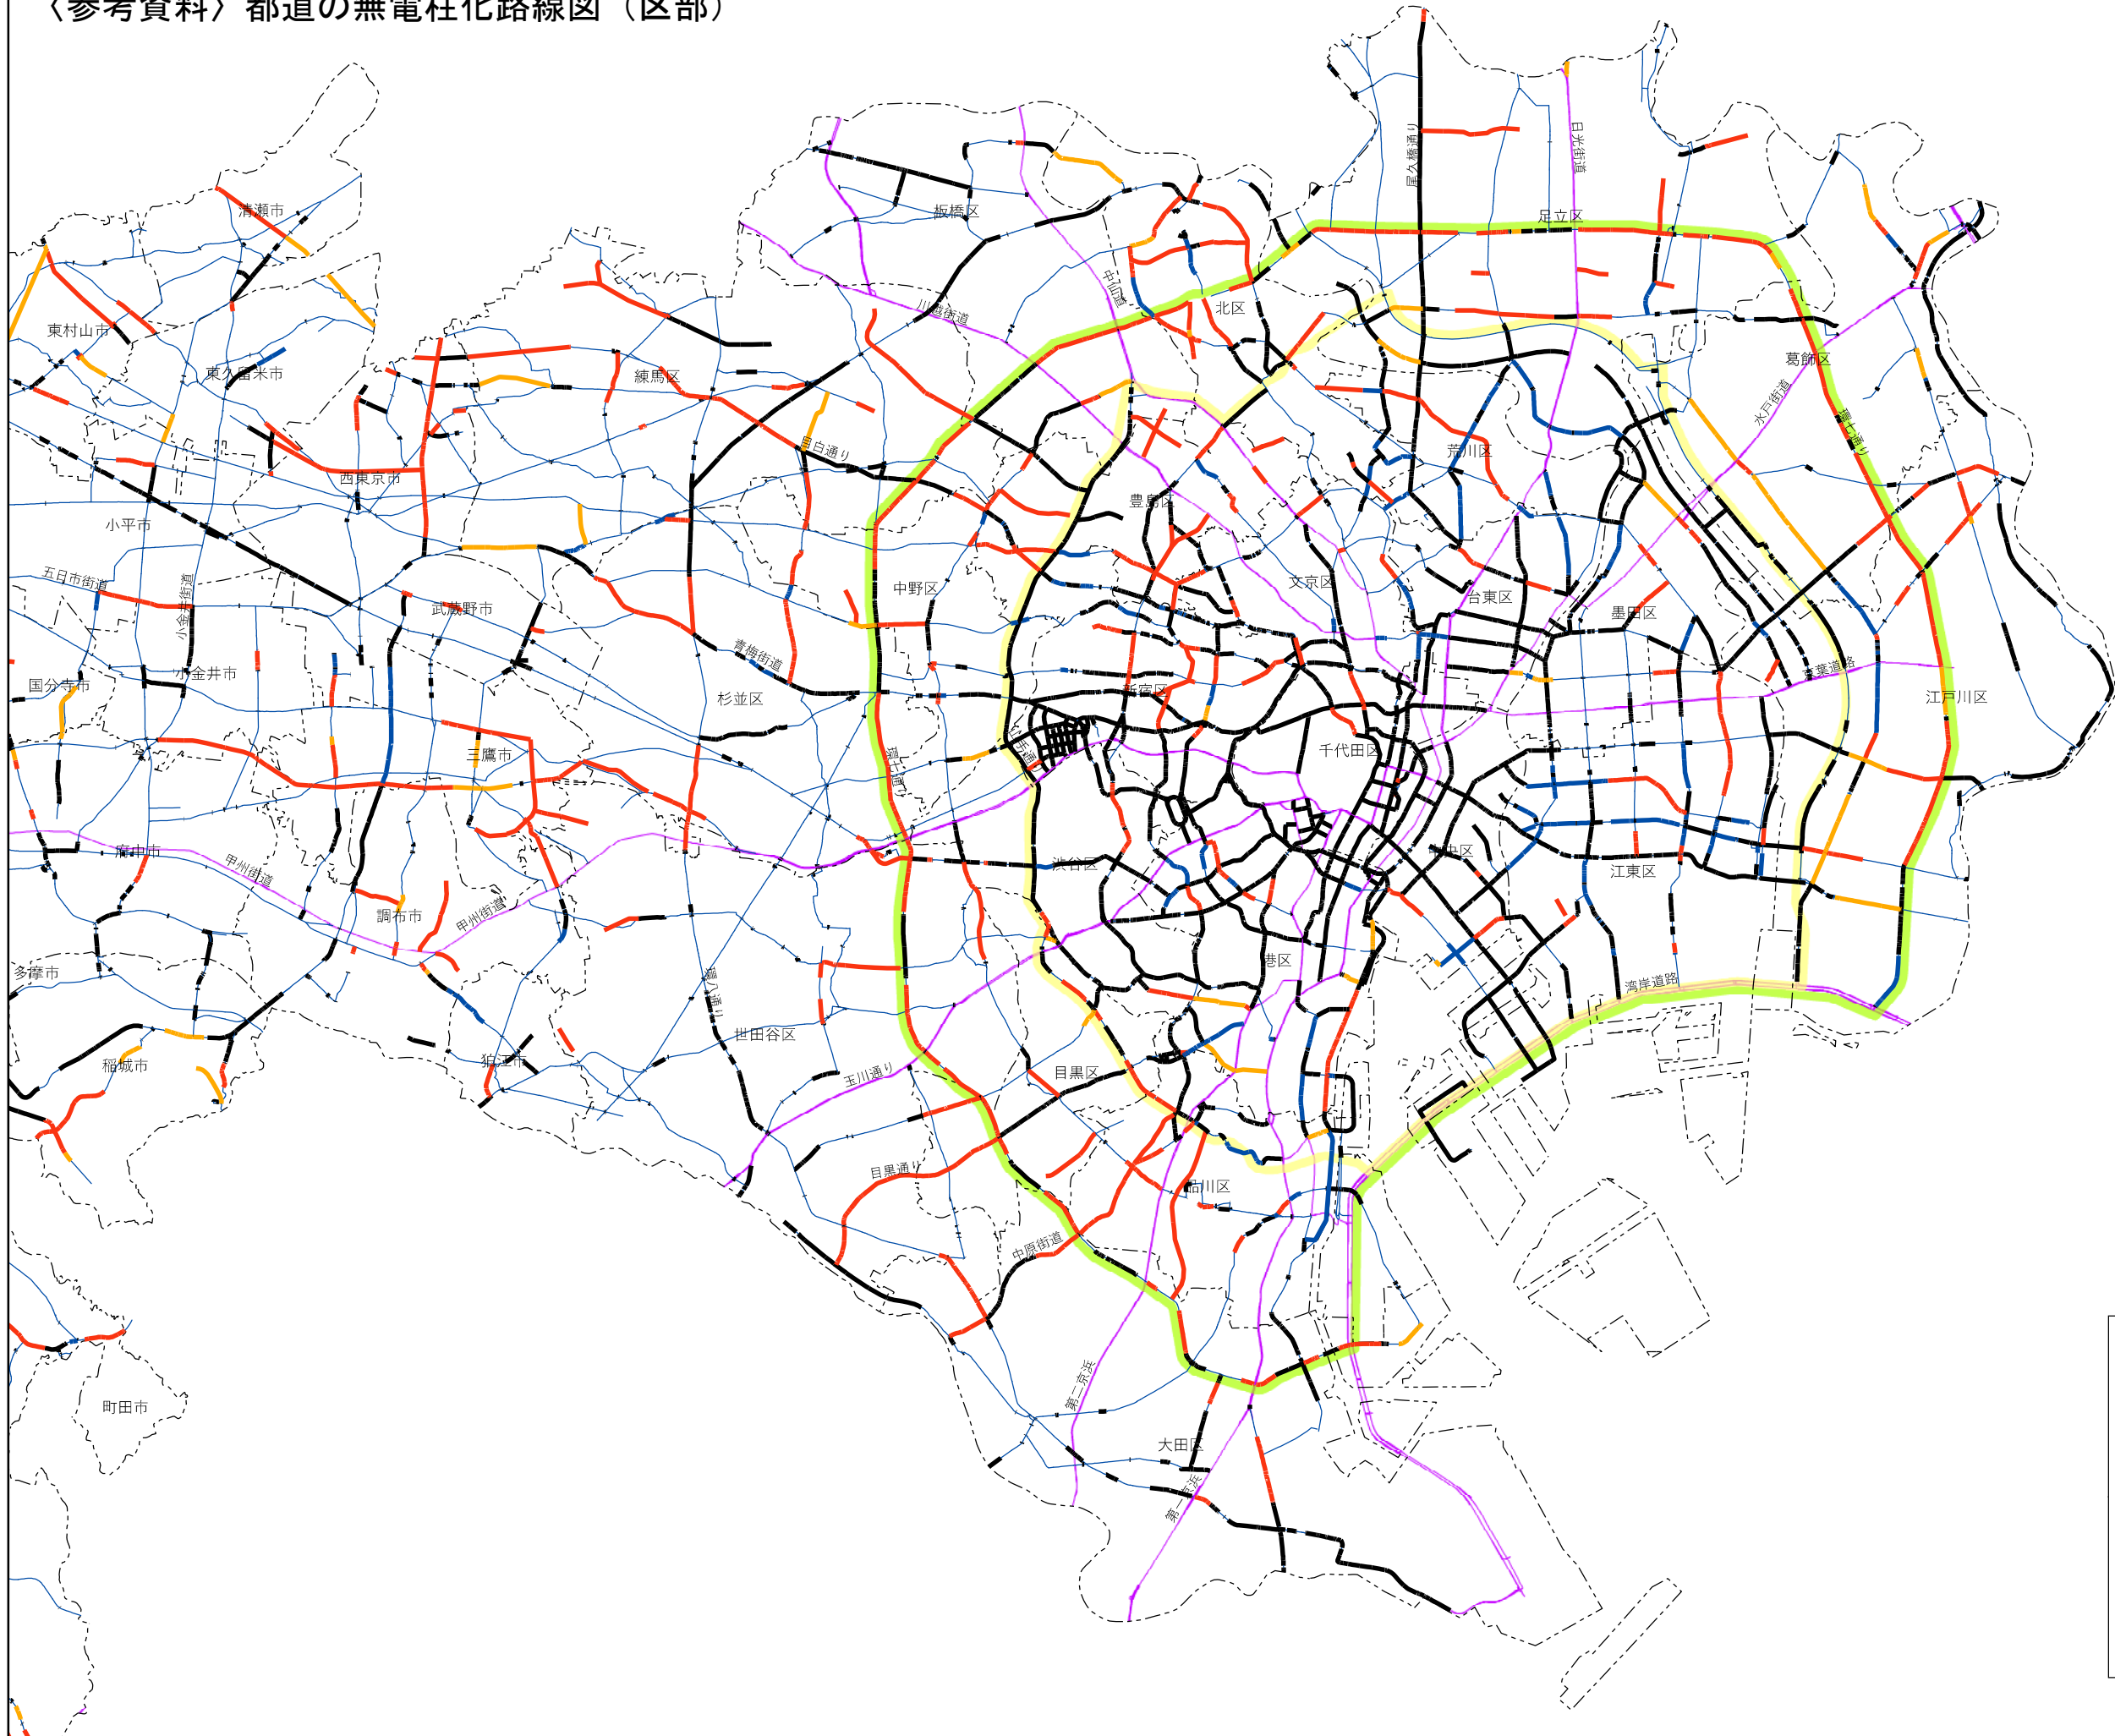 〈参考資料〉都道の無電柱化路線図（区部）
尾久橋通り
日光街道
清瀬市
板橋区
足立区
中仙道
川越街道
北区
東村山市
東久留米市
練馬区
葛飾区
水戸街道
環七通り
目白通り
荒川区
西東京市
豊島区
小平市
五日市街道
小金井街道
武蔵野市
中野区
文京区
台東区
墨田区
青梅街道
国分寺市
小金井市
杉並区
新宿区
江戸川区
三鷹市
山手通り
千代田区
環七通り
府中市
甲州街道
渋谷区
中央区
江東区
調布市
甲州街道
多摩市
港区
環八通り
湾岸道路
世田谷区
稲城市
狛江市
玉川通り
目黒区
目黒通り
品川区
中原街道
町田市
第二京浜
大田区
第一京浜